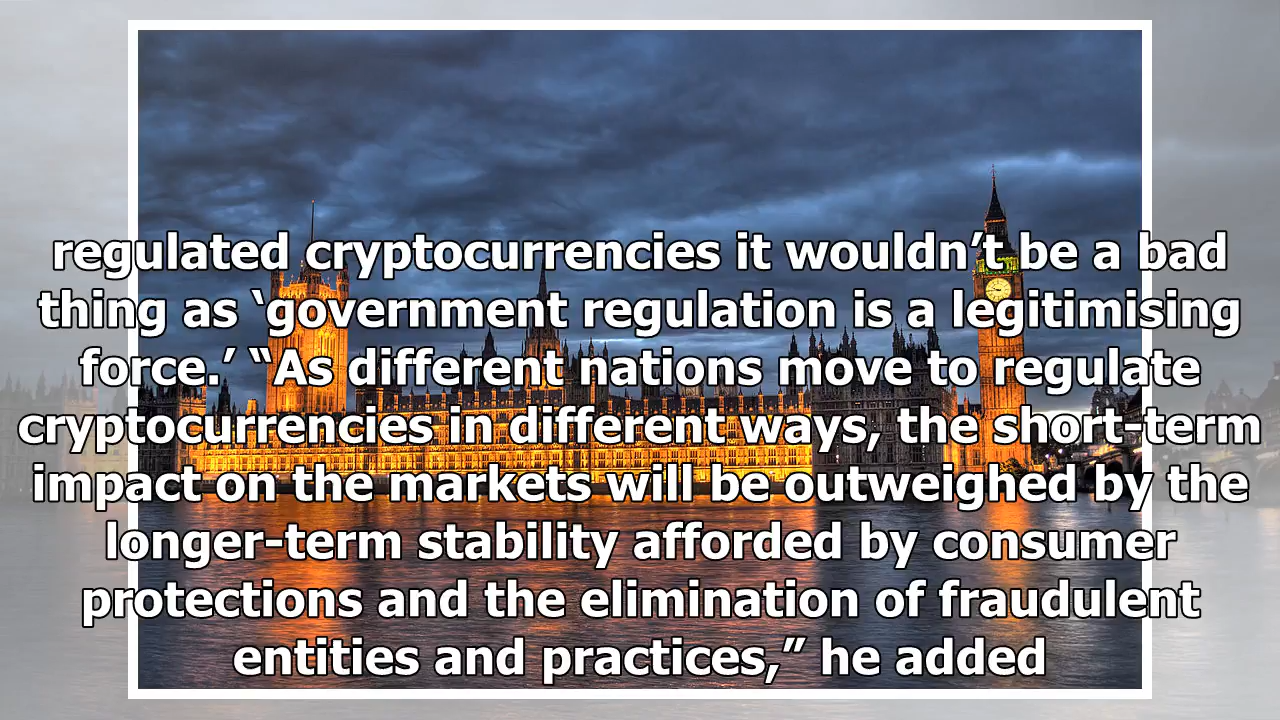 regulated cryptocurrencies it wouldn’t be a bad
thing as ‘government regulation is a legitimising
force.’ “As different nations move to regulate
cryptocurrencies in different ways, the short-term
impact on the markets will be outweighed by the
longer-term stability afforded by consumer
protections and the elimination of fraudulent
entities and practices,” he added